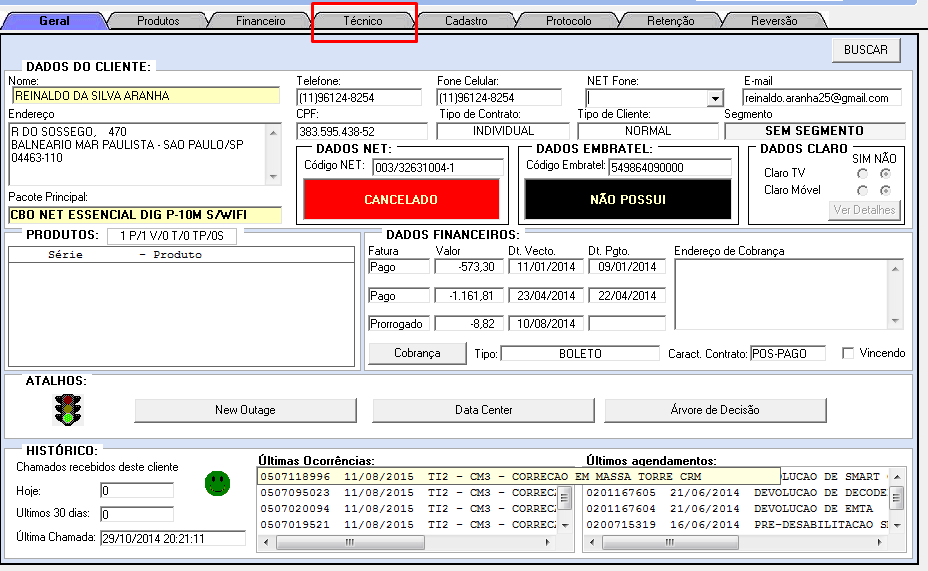 Geral Produtos Financeiro Técnico Cadastro Protocolo Retenção Reversão
BUSCAR
DADOS DO CLIENTE:
Nome: Telefone: Fone Celular: NET Fone: E-mail
REINALDO DA SILVA ARANHA (11)96124-8254 (11)96124-8254 reinaldo.aranha25@gmail.com
Endereço CPF: Tipo de Contrato: Tipo de Cliente: Segmento
R DO SOSSEGO, 470 383.595.438-52 INDIVIDUAL NORMAL SEM SEGMENTO
BALNEARIO MAR PAULISTA - SAO PAULO/SP
04463-110
DADOS NET: DADOS EMBRATEL: DADOS CLARO
Código NET: 003/32631004-1 Código Embratel: 549864090000 SIM NÃO
Claro TV
CANCELADO NÃO POSSUI Claro Móvel
Ver Detalhes
Pacote Principal:
CBO NET ESSENCIAL DIG P-10M S/WIFI
PRODUTOS: 1 P/1 V/0 T/0 TP/0S
Série - Produto
DADOS FINANCEIROS:
Fatura Valor Dt. Vecto. Dt. Pgto. Endereço de Cobrança
Pago -573,30 11/01/2014 09/01/2014
Pago -1.161,81 23/04/2014 22/04/2014
Prorrogado -8,82 10/08/2014
Cobrança Tipo: BOLETO Caract. Contrato: POS-PAGO Vincendo
ATALHOS:
New Outage Data Center Árvore de Decisão
HISTÓRICO:
Chamados recebidos deste cliente
Hoje: 0
Ultimos 30 dias: 0
Última Chamada: 29/10/2014 20:21:11
Últimas Ocorrências:
0507118996 11/08/2015 TI2 - CM3 - CORRECAO EM MASSA TORRE CRM
0507095023 11/08/2015 TI2 - CM3 - CORREC
0507020094 11/08/2015 TI2 - CM3 - CORREC
0507019521 11/08/2015 TI2 - CM3 - CORREC
Últimos agendamentos:
OLUCAO DE SMART
0201167605 21/06/2014 DEVOLUCAO DE DECODE
0201167605 21/06/2014 DEVOLUCAO DE EMTA
0200715319 16/06/2014 PRE-DESABILITACAO S